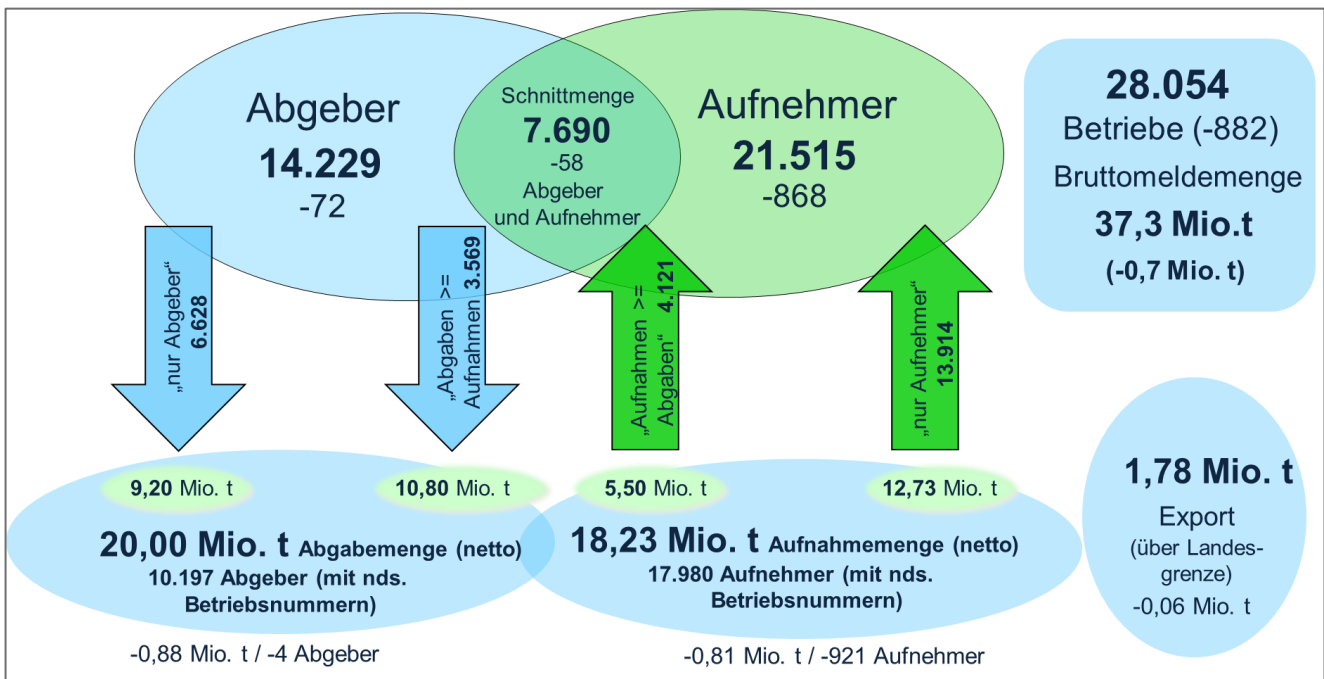 Abgeber
14.229
-72
Schnittmenge
7.690
-58
Abgeber
und Aufnehmer
Aufnehmer
21.515
-868
28.054
Betriebe (-882)
Bruttomeldemenge
37,3 Mio.t
(-0,7 Mio. t)
„nur Abgeber“
6.628
„Abgaben >=
Aufnahmen 3.569
„Aufnahmen >=
Abgaben“ 4.121
„nur Aufnehmer“
13.914
9,20 Mio. t
10,80 Mio. t
20,00 Mio. t Abgabemenge (netto)
10.197 Abgeber (mit nds.
Betriebsnummern)
-0,88 Mio. t / -4 Abgeber
5,50 Mio. t
12,73 Mio. t
18,23 Mio. t Aufnahmemenge (netto)
17.980 Aufnehmer (mit nds.
Betriebsnummern)
-0,81 Mio. t / -921 Aufnehmer
1,78 Mio. t
Export
(über Landes-
grenze)
-0,06 Mio. t